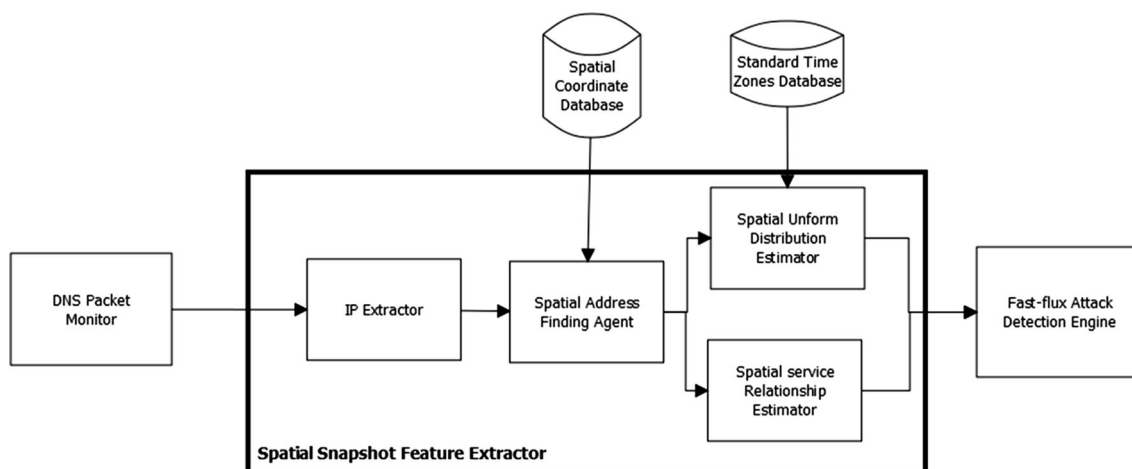 Spatial
Coordinate
Database
Standard Time
Zones Database
DNS Packet
Monitor
IP Extractor
Spatial Address
Finding Agent
Spatial Unform
Distribution
Estimator
Spatial service
Relationship
Estimator
Fast-flux Attack
Detection Engine
Spatial Snapshot Feature Extractor